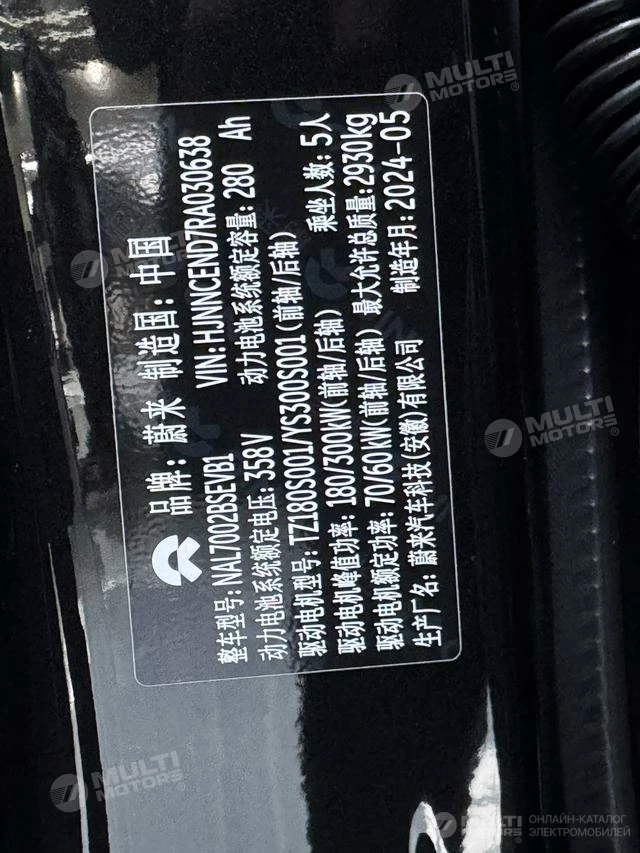 品牌：蔚来 制造国：中国
整车型号：NAL7002BSEVB1 VIN：HJNNCEND7RA030638
动力电池系统额定电压：358V 动力电池系统额定容量：280 Ah
驱动电机型号：TZ180S001/YS300S001（前轴/后轴）
驱动电机峰值功率：180/300kW（前轴/后轴） 乘坐人数：5人
驱动电机额定功率：70/60kW（前轴/后轴） 最大允许总质量：2930kg
生产厂名：蔚来汽车科技（安徽）有限公司 制造年月：2024-05
MULTI MOTORS®
MULTI MOTORS®
MULTI MOTORS®
MULTI MOTORS®
MULTI MOTORS®
ОНЛАЙН-КАТАЛОГ
ЭЛЕКТРОМОБИЛЕЙ